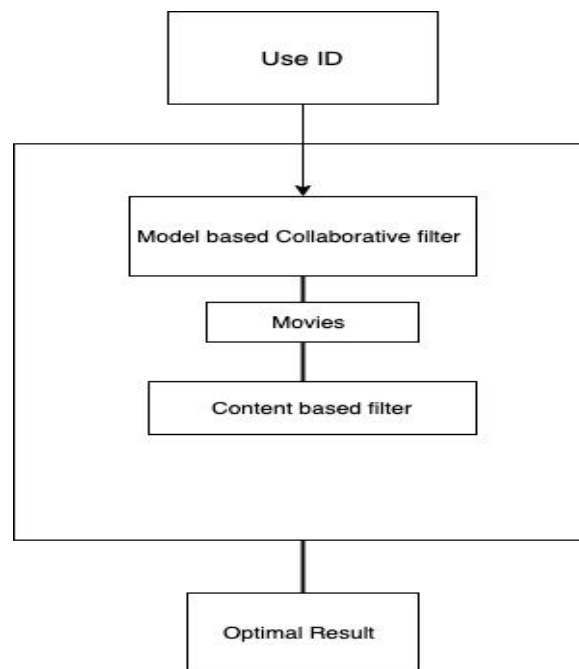 Use ID
Model based Collaborative filter
Movies
Content based filter
Optimal Result